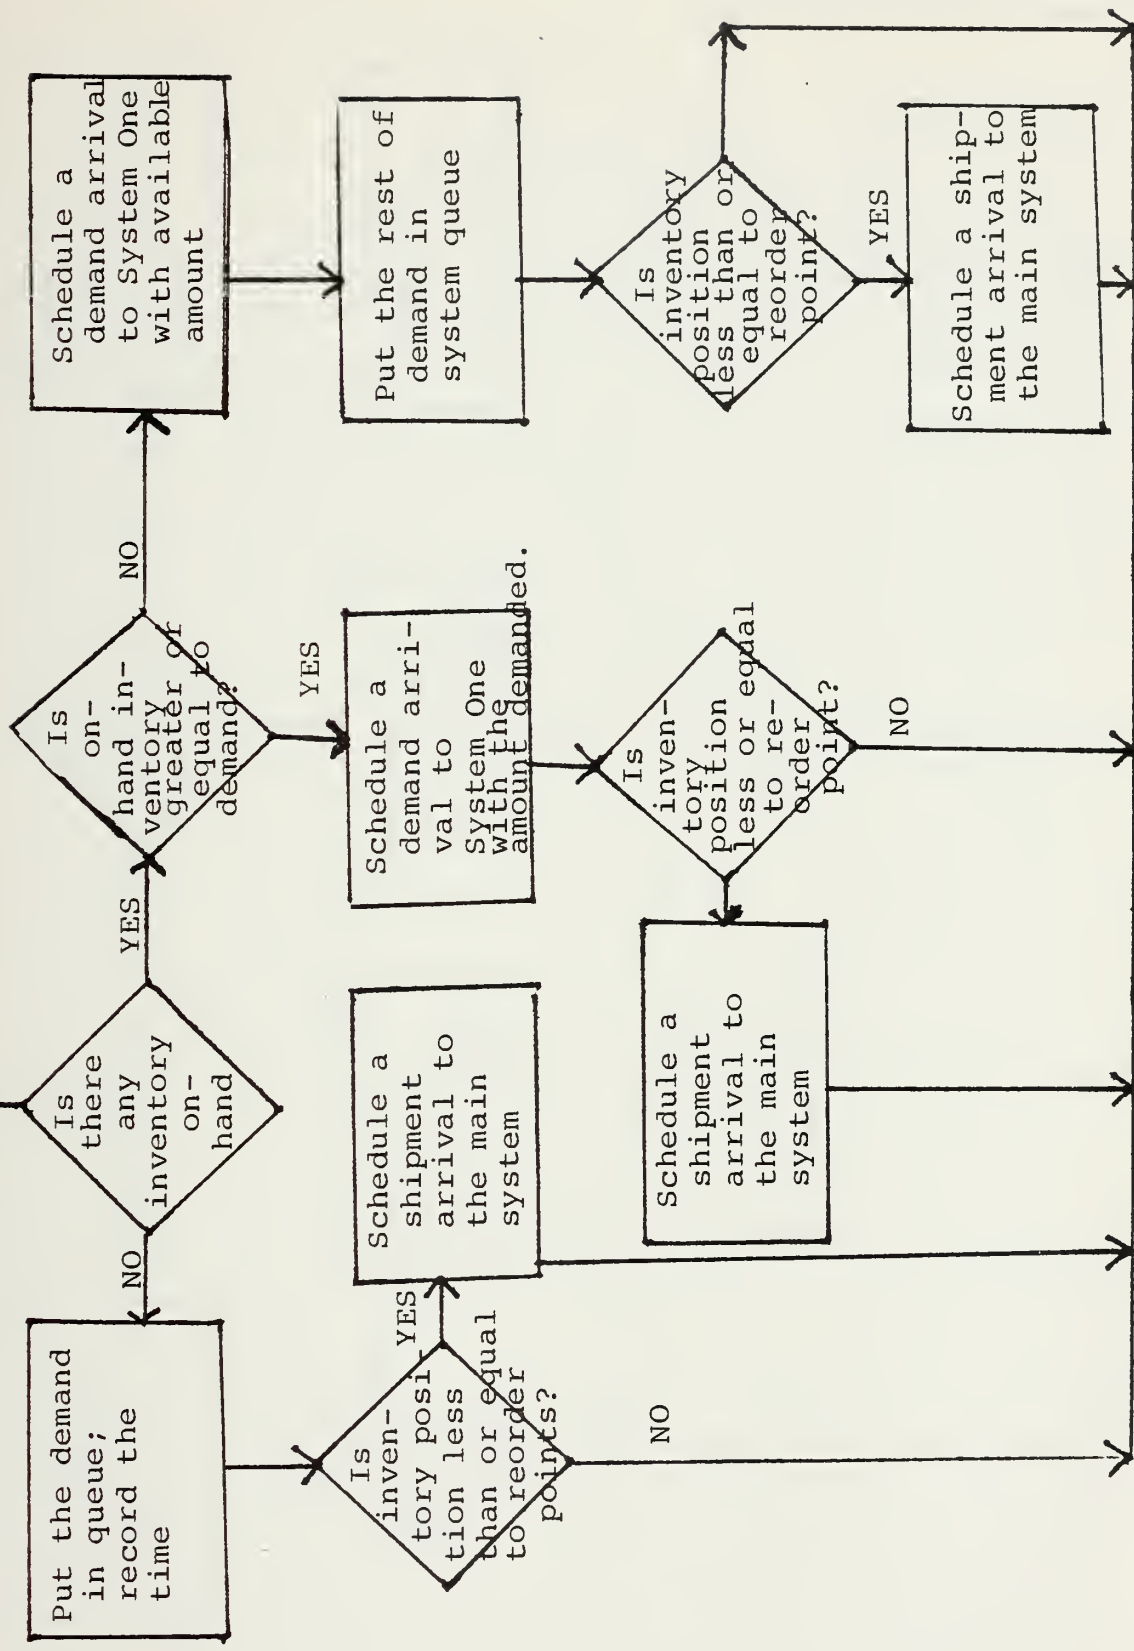 Is
there
any
inventory
on-
hand
NO
YES
Put the demand
in queue;
record the
time
Is
inven-
tory posi-
tion less
than or equal
to reorder
points?
YES
NO
Schedule a
shipment
arrival to
the main
system
Is
on-
hand in-
ventory
greater or
equal to
demand?
NO
YES
Schedule a
demand arri-
val to
System One
with the
amount demanded.
Is
inven-
tory
position
less or equal
to re-
order
point?
NO
Schedule a
shipment
arrival to
the main
system
Schedule a
demand arrival
to System One
with available
amount
Put the rest of
demand in
system queue
Is
inventory
position
less than or
equal to
reorder
point?
YES
Schedule a ship-
ment arrival to
the main system